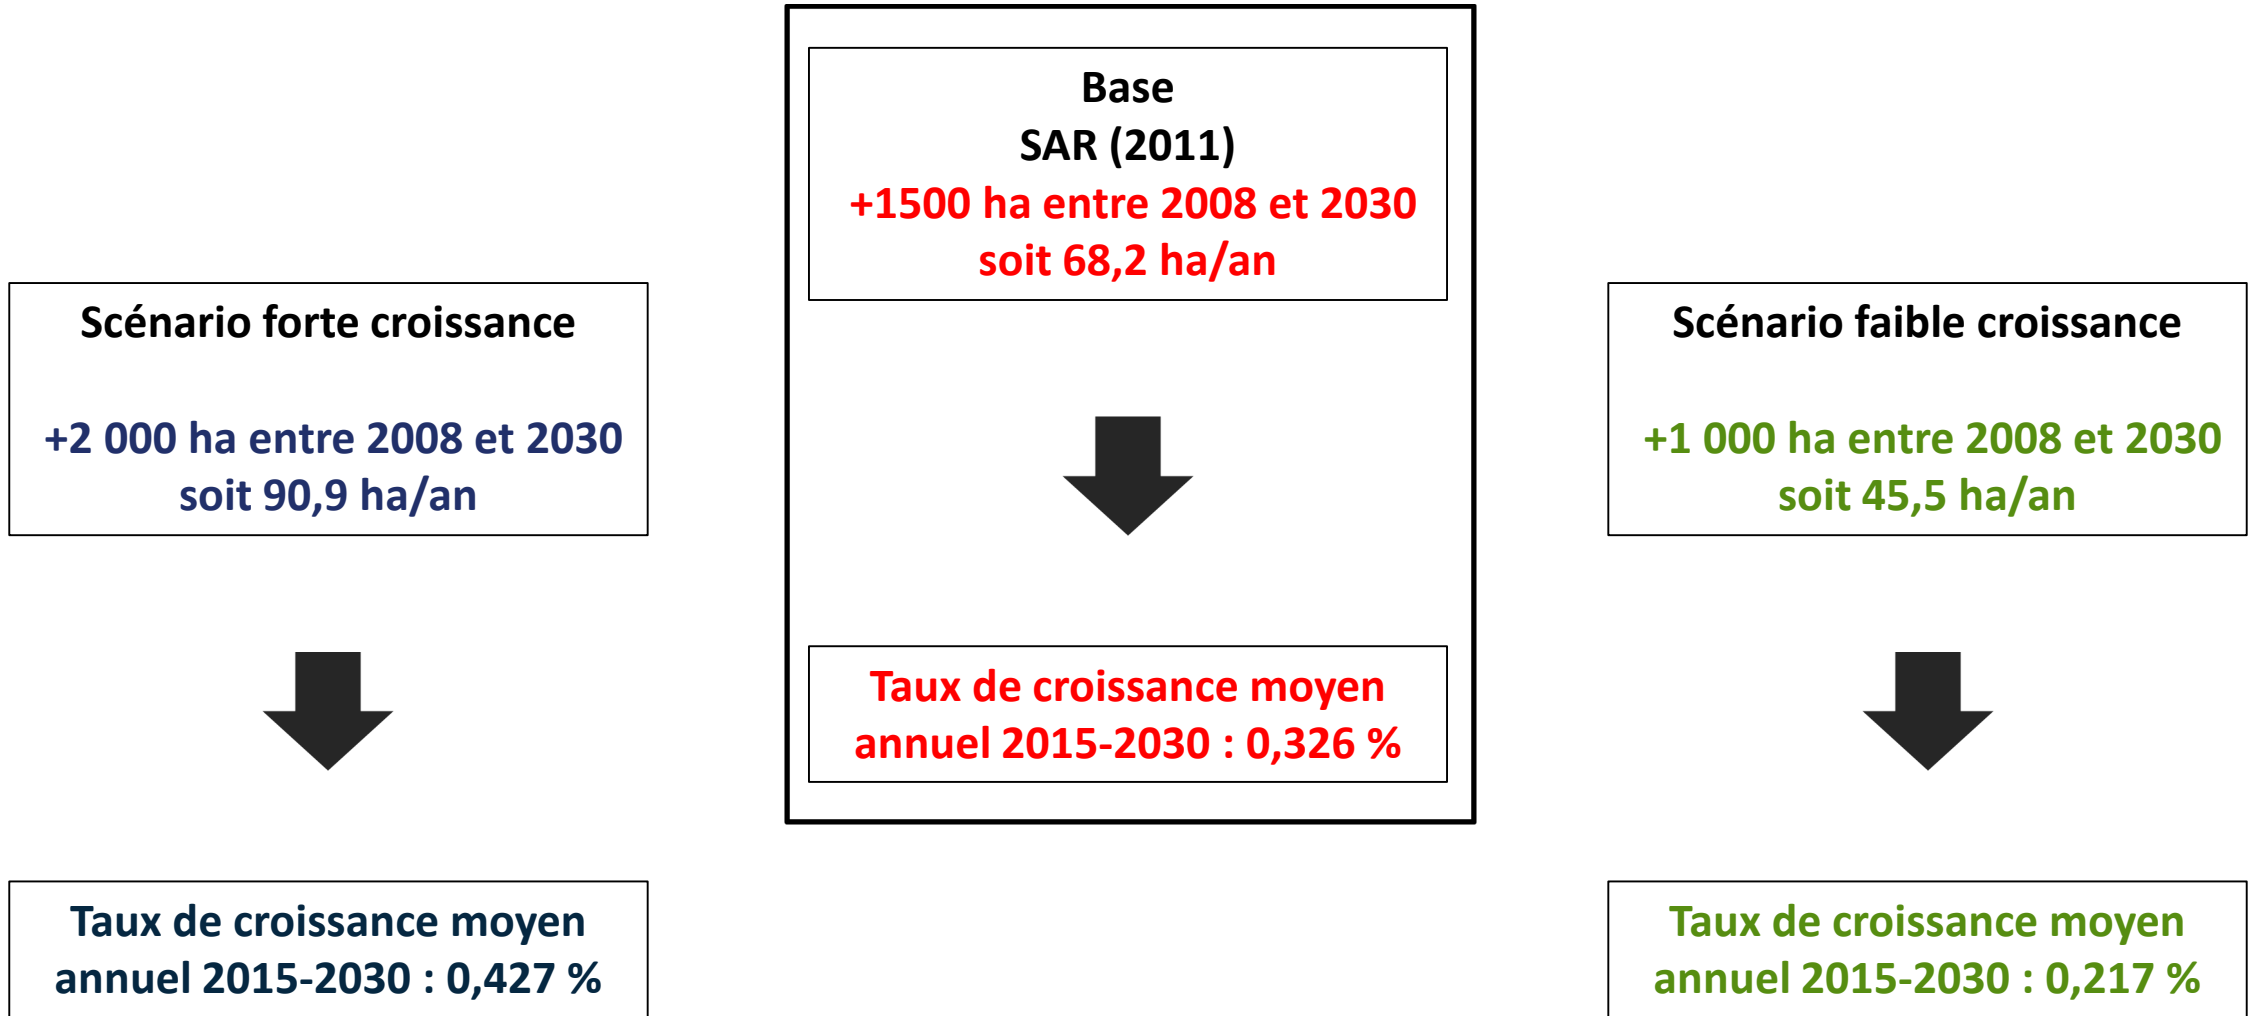 Base
SAR (2011)
+1500 ha entre 2008 et 2030
soit 68,2 ha/an
Taux de croissance moyen
annuel 2015-2030 : 0,326 %
Scénario forte croissance
+2 000 ha entre 2008 et 2030
soit 90,9 ha/an
Taux de croissance moyen
annuel 2015-2030 : 0,427 %
Scénario faible croissance
+1 000 ha entre 2008 et 2030
soit 45,5 ha/an
Taux de croissance moyen
annuel 2015-2030 : 0,217 %